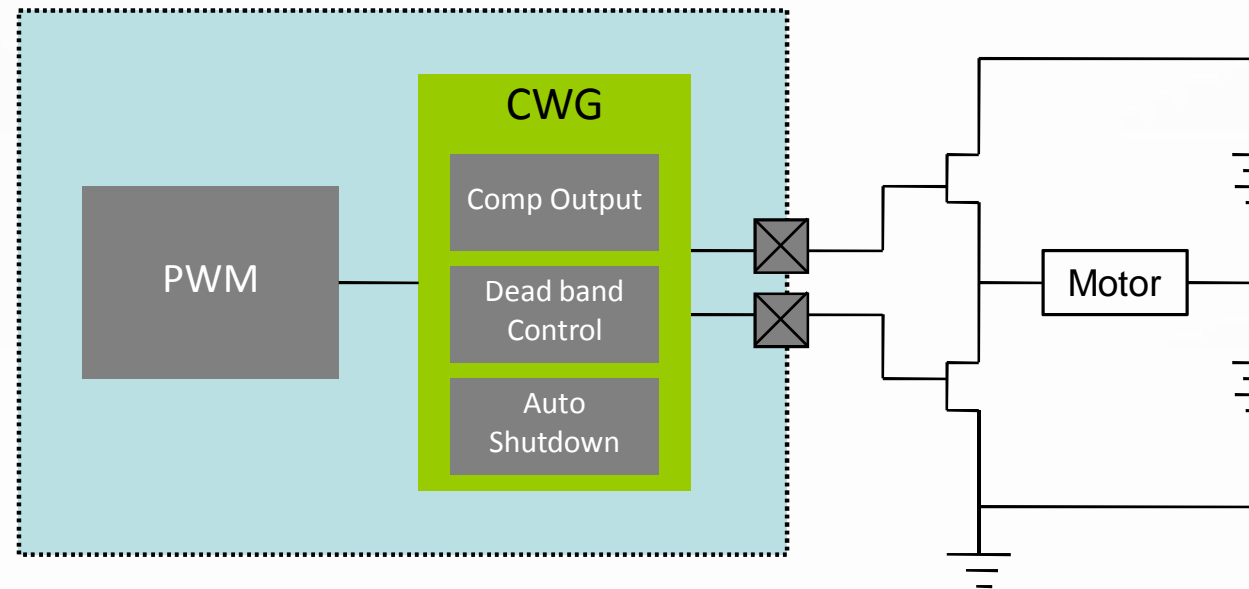 CWG
Comp Output
PWM
Dead band
Control
Auto
Shutdown
Motor